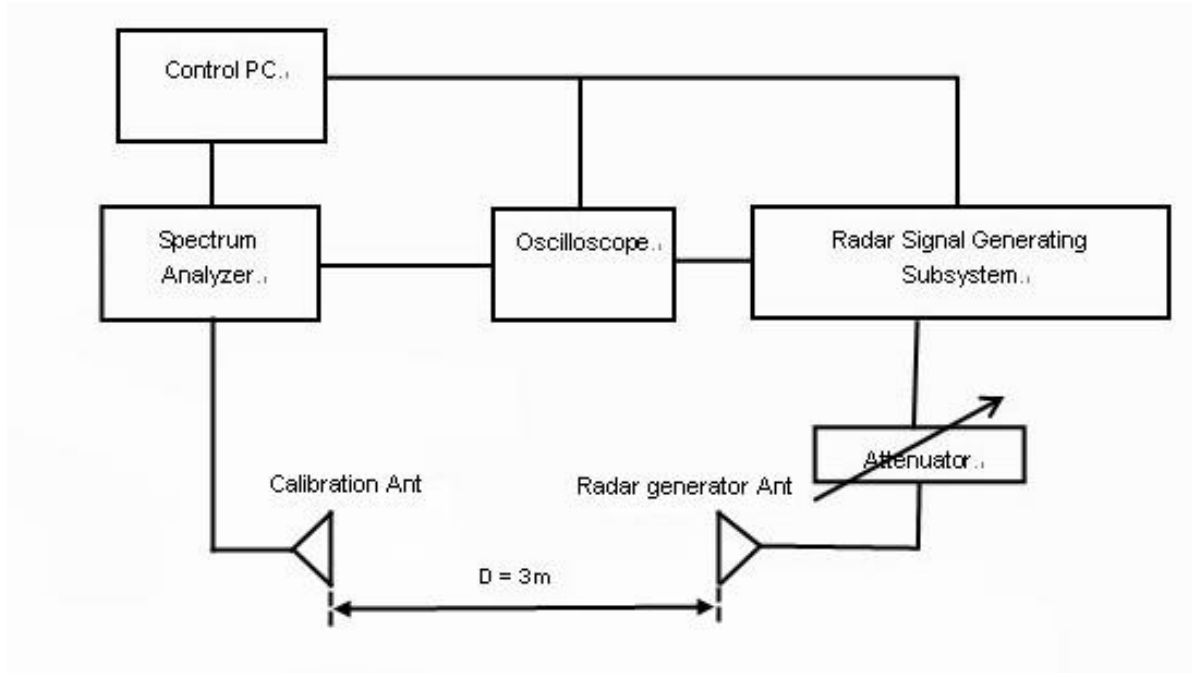 Control PC.
Spectrum
Analyzer.
Oscilloscope.
Radar Signal Generating
Subsystem.
Attenuator.
Calibration Ant
Radar generator Ant
D = 3m